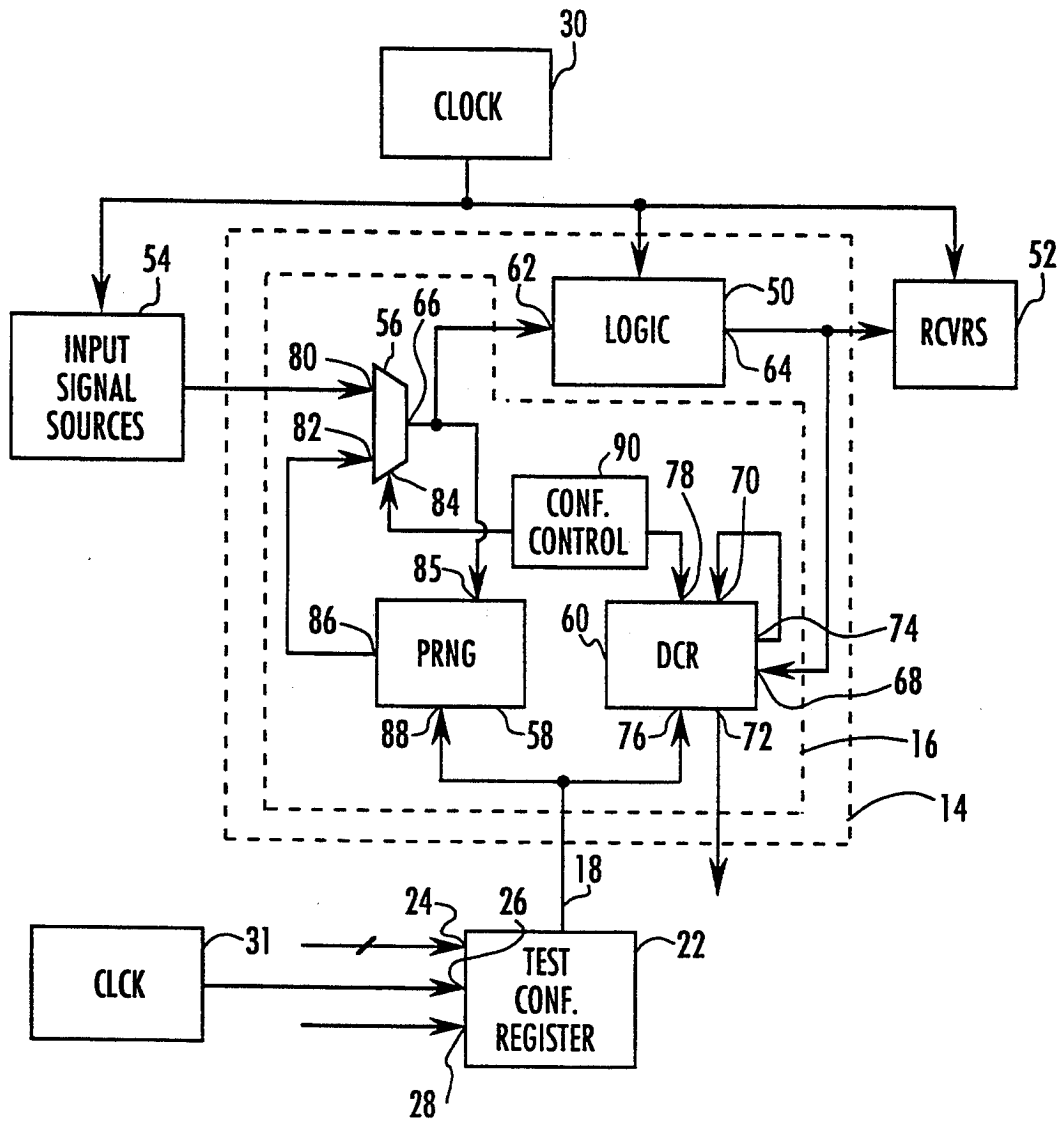 30
CLOCK
54
INPUT
SIGNAL
SOURCES
62
LOGIC
50
64
52
RCVRS
66
56
80
82
84
90
CONF.
CONTROL
78
70
85
86
PRNG
88
58
60
DCR
74
68
76
72
16
14
18
24
26
31
CLCK
TEST
CONF.
REGISTER
22
28